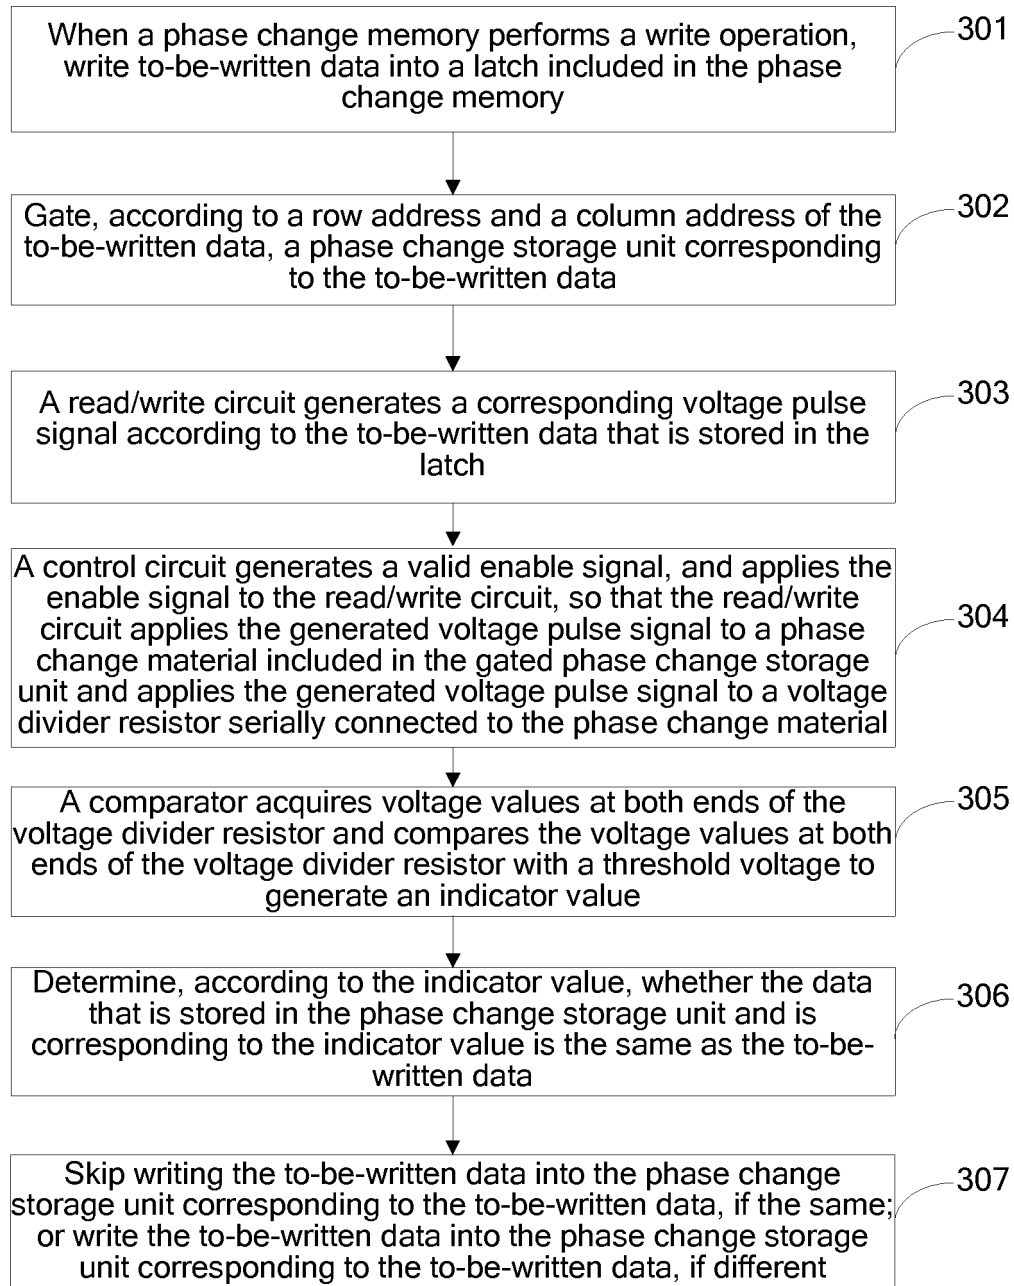 When a phase change memory performs a write operation,
write to-be-written data into a latch included in the phase
change memory
301
Gate, according to a row address and a column address of the
to-be-written data, a phase change storage unit corresponding
to the to-be-written data
302
A read/write circuit generates a corresponding voltage pulse
signal according to the to-be-written data that is stored in the
latch
303
A control circuit generates a valid enable signal, and applies the
enable signal to the read/write circuit, so that the read/write
circuit applies the generated voltage pulse signal to a phase
change material included in the gated phase change storage
unit and applies the generated voltage pulse signal to a voltage
divider resistor serially connected to the phase change material
304
A comparator acquires voltage values at both ends of the
voltage divider resistor and compares the voltage values at both
ends of the voltage divider resistor with a threshold voltage to
generate an indicator value
305
Determine, according to the indicator value, whether the data
that is stored in the phase change storage unit and is
corresponding to the indicator value is the same as the to-be-
written data
306
Skip writing the to-be-written data into the phase change
storage unit corresponding to the to-be-written data, if the same;
or write the to-be-written data into the phase change storage
unit corresponding to the to-be-written data, if different
307